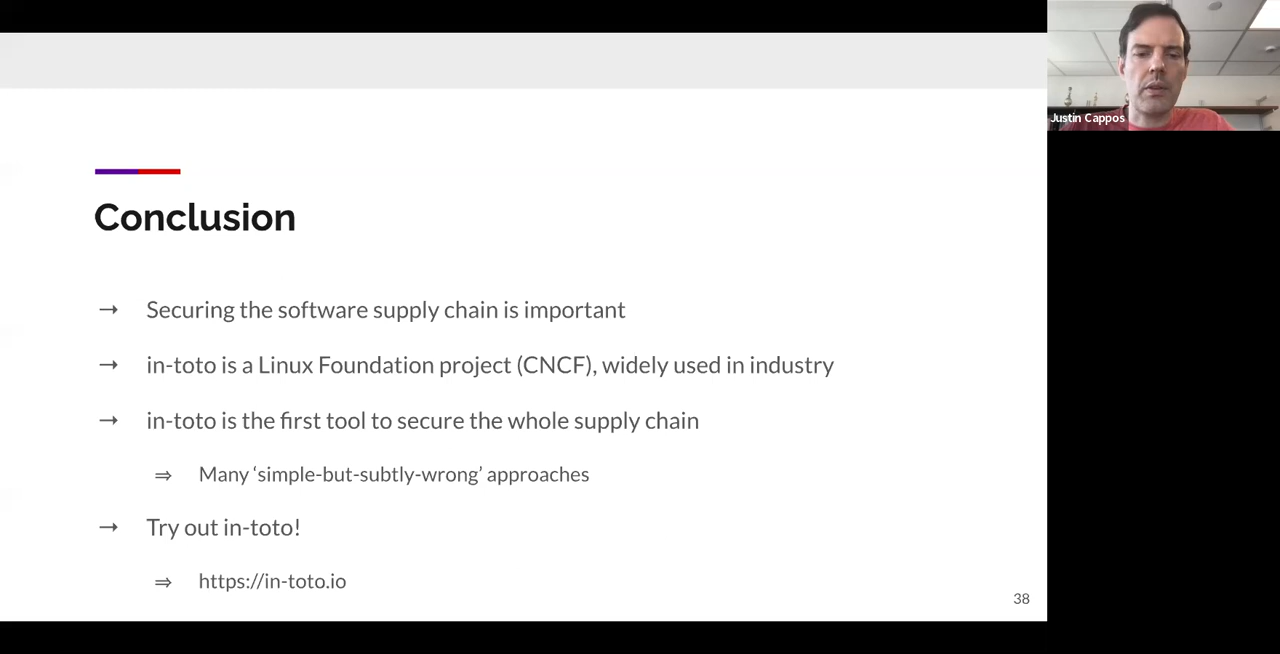 Justin Cappos
Conclusion
→ Securing the software supply chain is important
→ in-toto is a Linux Foundation project (CNCF), widely used in industry
→ in-toto is the first tool to secure the whole supply chain
⇒ Many ‘simple-but-subtly-wrong’ approaches
→ Try out in-toto!
⇒ https://in-toto.io
38